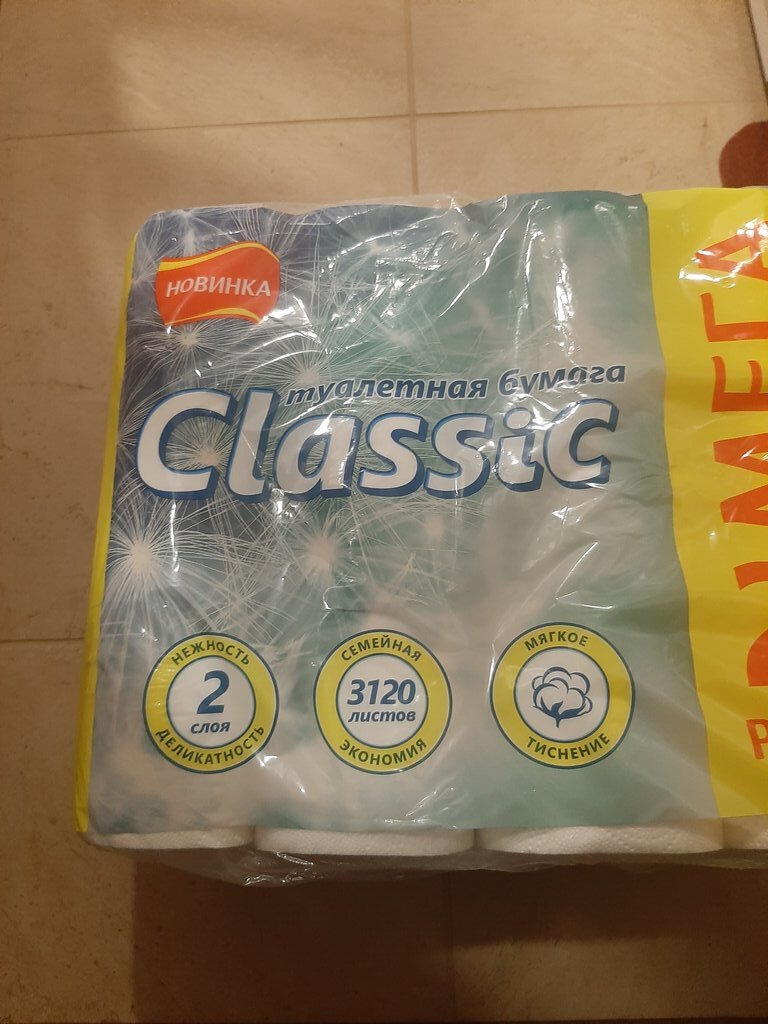 НОВИНКА
туалетная бумага
Classic
НЕЖНОСТЬ
2
слоя
ДЕЛИКАТНОСТЬ
СЕМЕЙНАЯ
3120
листов
ЭКОНОМИЯ
МЯГКОЕ
ТИСНЕНИЕ
МЕГА